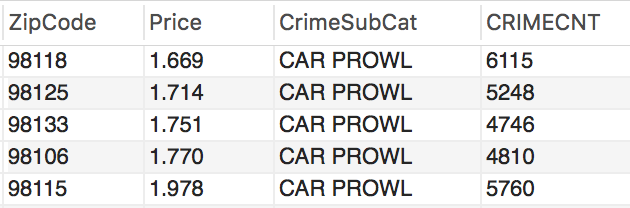 ZipCode Price CrimeSubCat CRIMECNT
98118 1.669 CAR PROWL 6115
98125 1.714 CAR PROWL 5248
98133 1.751 CAR PROWL 4746
98106 1.770 CAR PROWL 4810
98115 1.978 CAR PROWL 5760